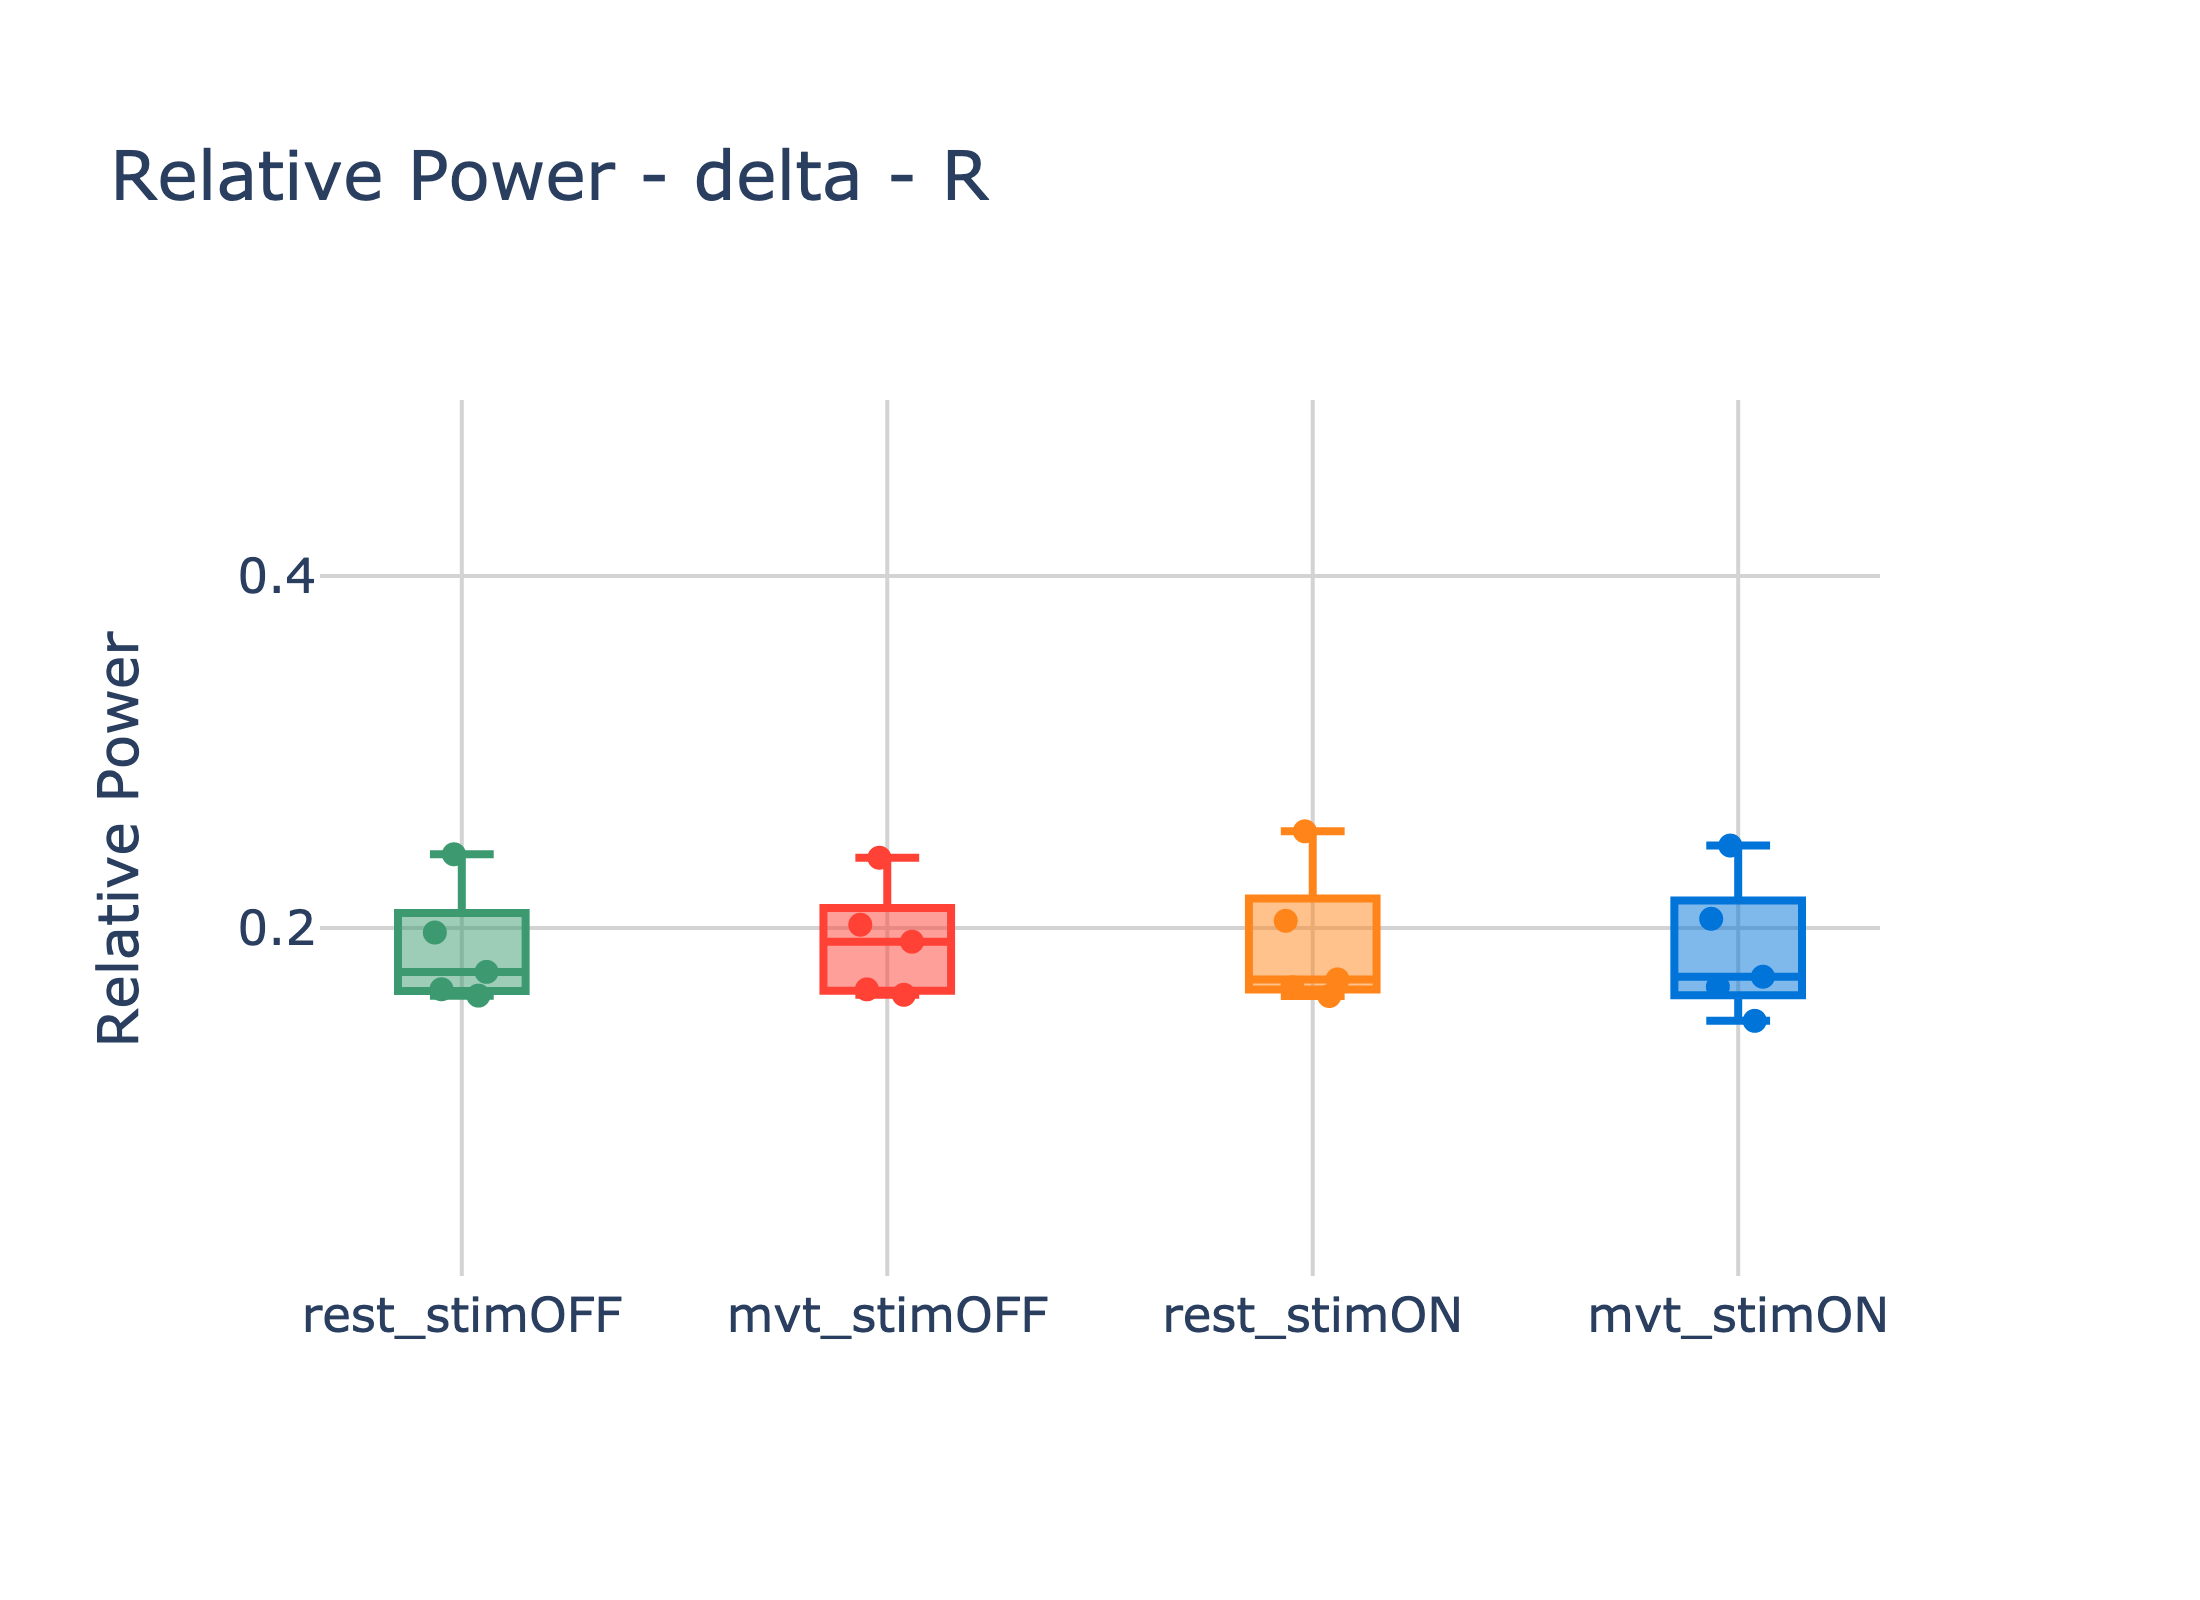 Relative Power - delta - R
Relative Power
0.4
0.2
rest_stimOFF
mvt_stimOFF
rest_stimON
mvt_stimON